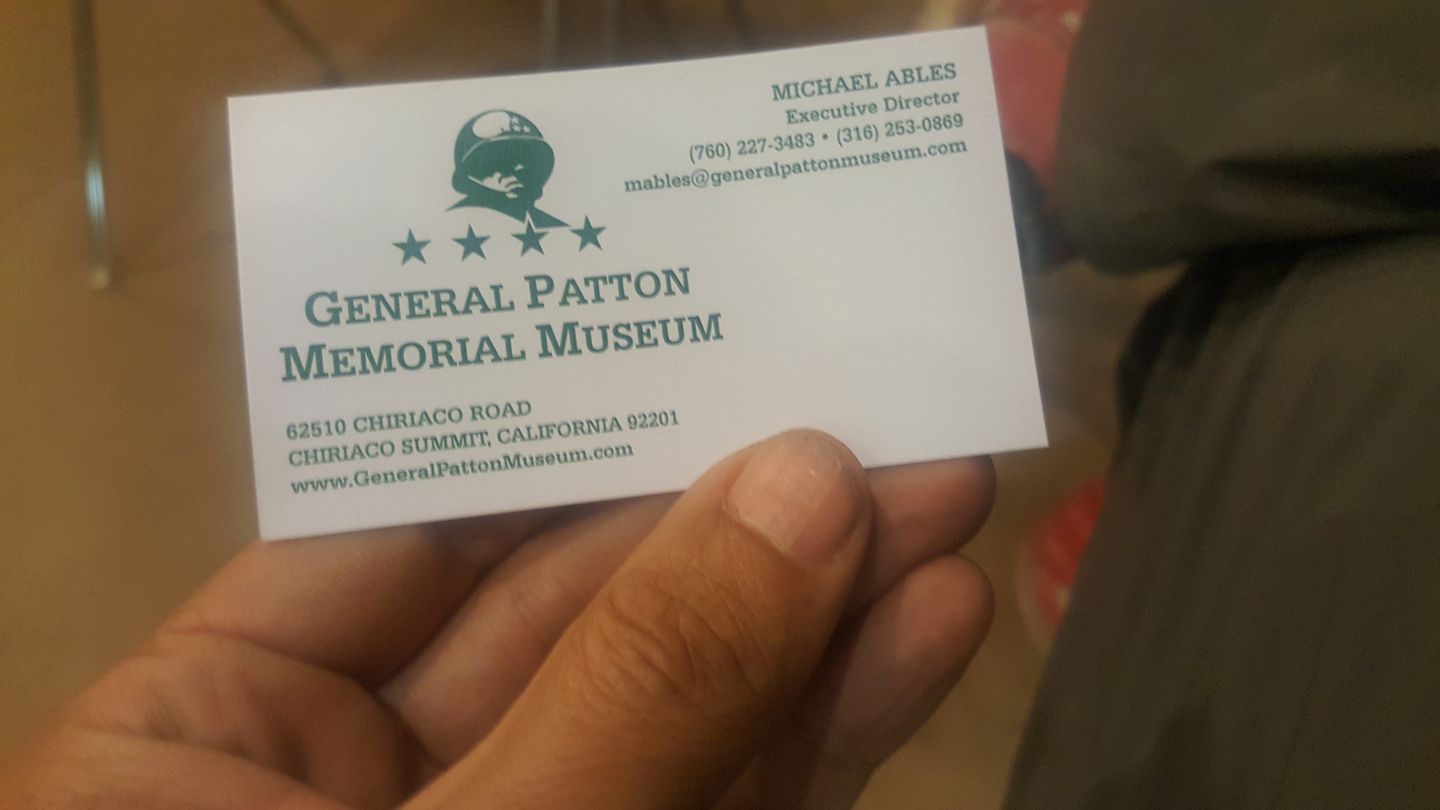 MICHAEL ABLES
Executive Director
(760) 227-3483 • (316) 253-0869
mables@generalpattonmuseum.com
GENERAL PATTON
MEMORIAL MUSEUM
62510 CHIRIACO ROAD
CHIRIACO SUMMIT, CALIFORNIA 92201
www.GeneralPattonMuseum.com